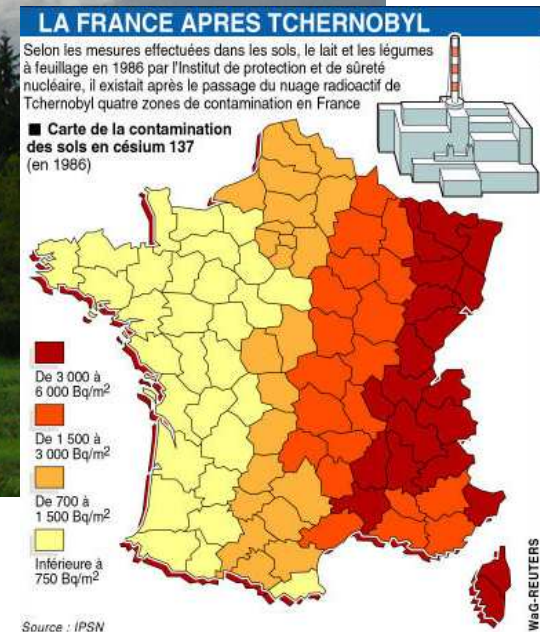 LA FRANCE APRES TCHERNOBYL
Selon les mesures effectuées dans les sols, le lait et les légumes
à feuillage en 1986 par l'Institut de protection et de sûreté
nucléaire, il existait après le passage du nuage radioactif de
Tchernobyl quatre zones de contamination en France
■ Carte de la contamination
des sols en césium 137
(en 1986)
De 3 000 à
6 000 Bq/m²
De 1 500 à
3 000 Bq/m²
De 700 à
1 500 Bq/m²
Inférieure à
750 Bq/m²
Source : IPSN
WaG-REUTERS